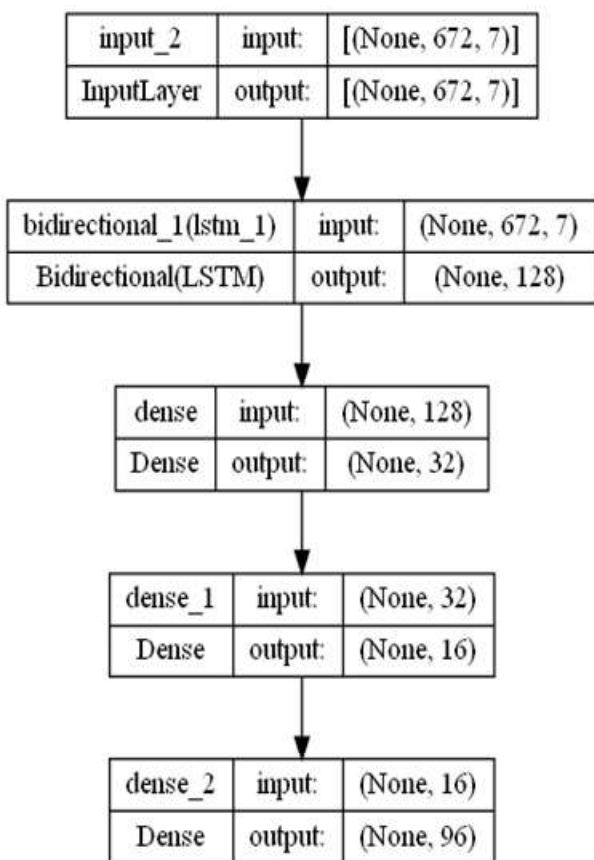 input_2 input: [(None, 672, 7)]
InputLayer output: [(None, 672, 7)]
bidirectional_1(lstm_1) input: (None, 672, 7)
Bidirectional(LSTM) output: (None, 128)
dense input: (None, 128)
Dense output: (None, 32)
dense_1 input: (None, 32)
Dense output: (None, 16)
dense_2 input: (None, 16)
Dense output: (None, 96)